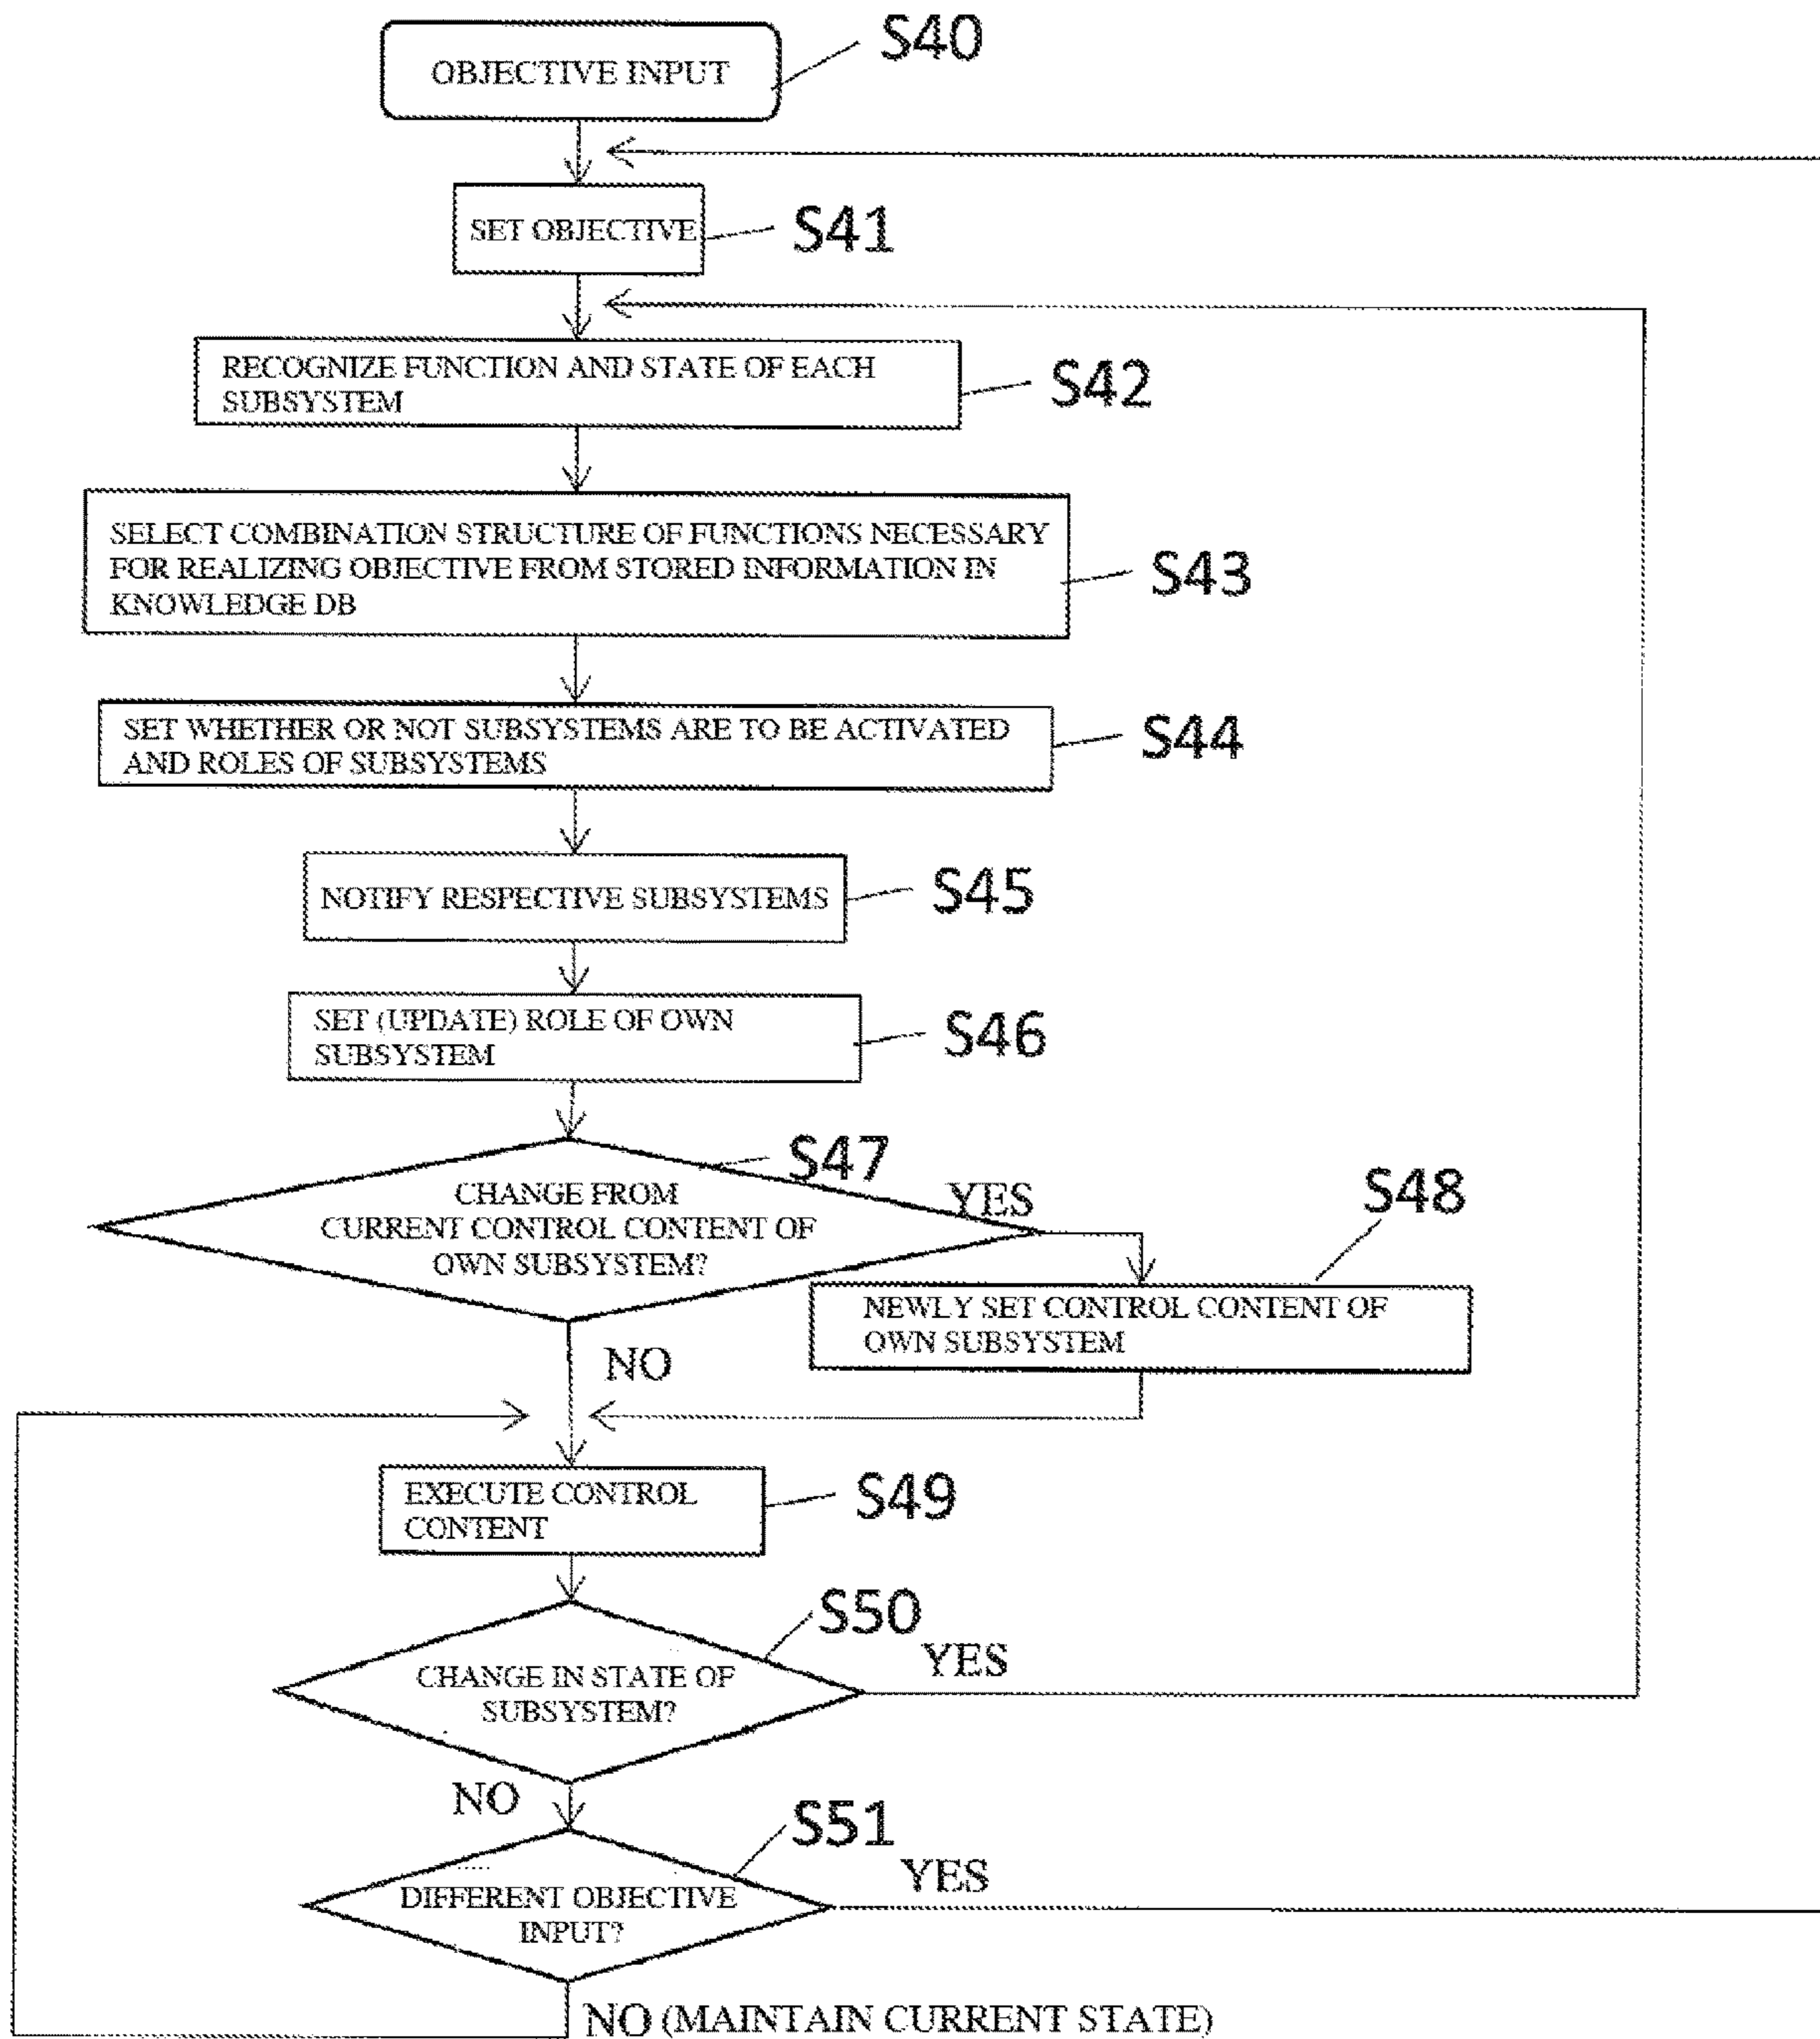 S40
OBJECTIVE INPUT
SET OBJECTIVE
S41
RECOGNIZE FUNCTION AND STATE OF EACH
SUBSYSTEM
S42
SELECT COMBINATION STRUCTURE OF FUNCTIONS NECESSARY
FOR REALIZING OBJECTIVE FROM STORED INFORMATION IN
KNOWLEDGE DB
S43
SET WHETHER OR NOT SUBSYSTEMS ARE TO BE ACTIVATED
AND ROLES OF SUBSYSTEMS
S44
NOTIFY RESPECTIVE SUBSYSTEMS
S45
SET (UPDATE) ROLE OF OWN
SUBSYSTEM
S46
S47
CHANGE FROM
CURRENT CONTROL CONTENT OF
OWN SUBSYSTEM?
YES
S48
NEWLY SET CONTROL CONTENT OF
OWN SUBSYSTEM
NO
EXECUTE CONTROL
CONTENT
S49
S50
CHANGE IN STATE OF
SUBSYSTEM?
YES
NO
S51
DIFFERENT OBJECTIVE
INPUT?
YES
NO (MAINTAIN CURRENT STATE)